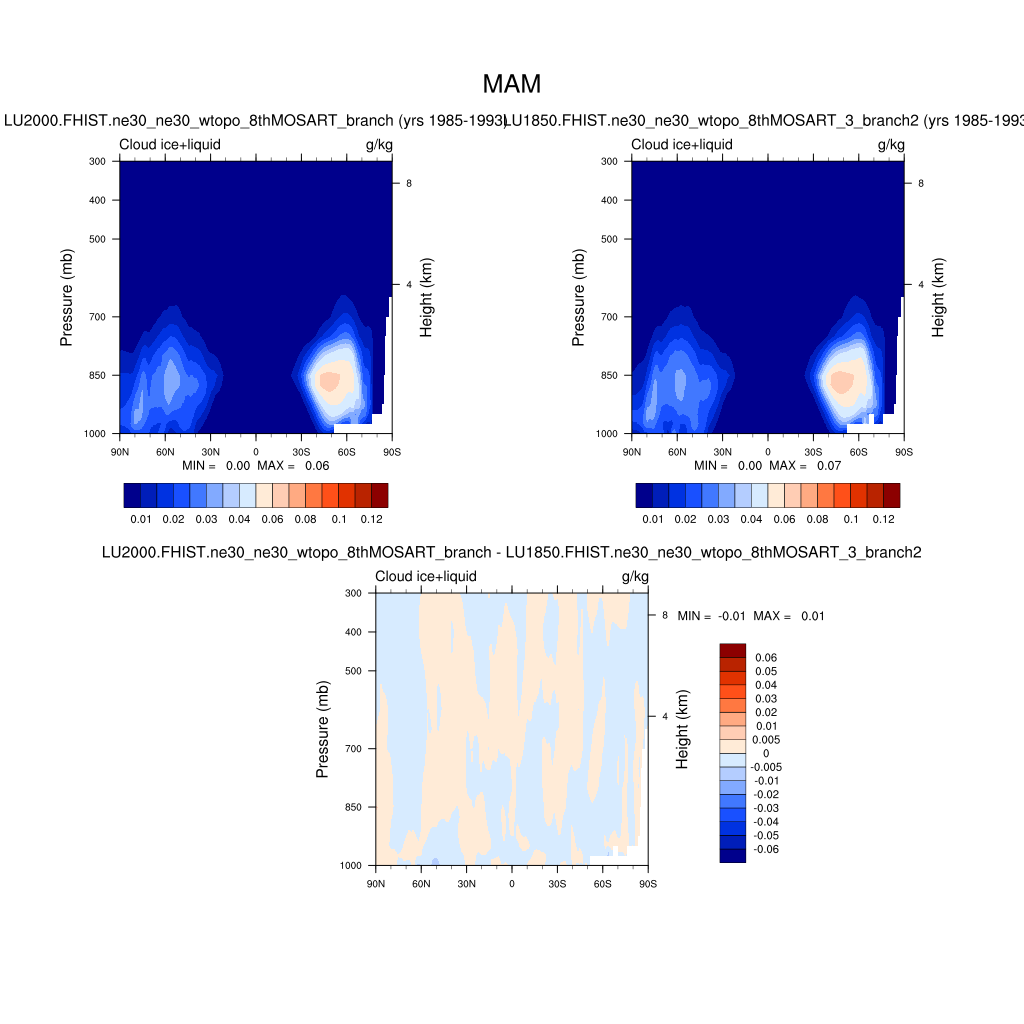 MAM
LU2000.FHIST.ne30_ne30_wtopo_8thMOSART_branch (yrs 1985-1993)
LU1850.FHIST.ne30_ne30_wtopo_8thMOSART_3_branch2 (yrs 1985-1993
Cloud ice+liquid g/kg
300
400
500
700
850
1000
Pressure (mb)
8
4
Height (km)
90N 60N 30N 0 30S 60S 90S
MIN = 0.00 MAX = 0.06
0.01 0.02 0.03 0.04 0.06 0.08 0.1 0.12
Cloud ice+liquid g/kg
300
400
500
700
850
1000
Pressure (mb)
8
4
Height (km)
90N 60N 30N 0 30S 60S 90S
MIN = 0.00 MAX = 0.07
0.01 0.02 0.03 0.04 0.06 0.08 0.1 0.12
LU2000.FHIST.ne30_ne30_wtopo_8thMOSART_branch - LU1850.FHIST.ne30_ne30_wtopo_8thMOSART_3_branch2
Cloud ice+liquid g/kg
300
400
500
700
850
1000
Pressure (mb)
8
4
Height (km)
90N 60N 30N 0 30S 60S 90S
MIN = -0.01 MAX = 0.01
0.06
0.05
0.04
0.03
0.02
0.01
0.005
0
-0.005
-0.01
-0.02
-0.03
-0.04
-0.05
-0.06